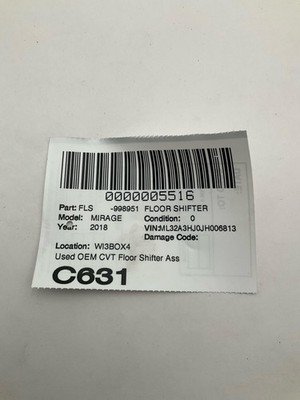 0000005516
Part: FLS -998951 FLOOR SHIFTER
Model: MIRAGE Condition: 0
Year: 2018 VIN:ML32A3HJ0JH006813
Damage Code:
Location: WI3BOX4
Used OEM CVT Floor Shifter Ass
C631